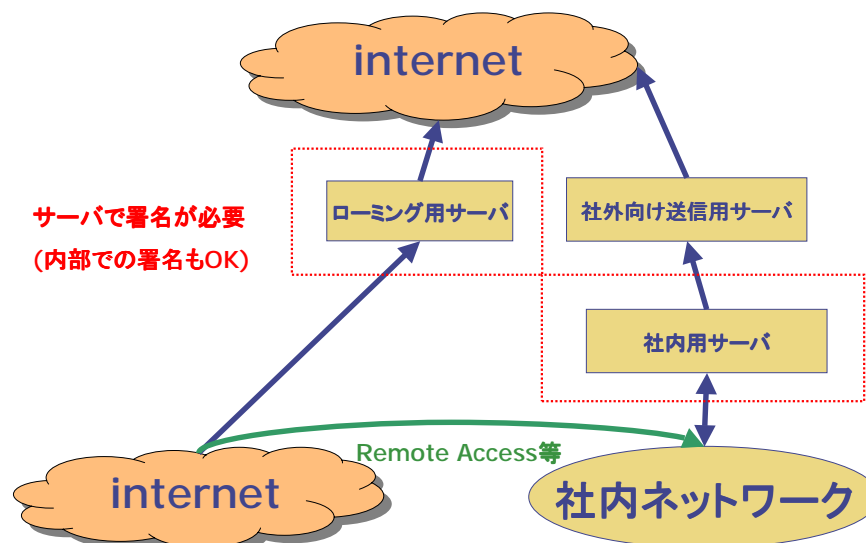 internet
ローミング用サーバ
社外向け送信用サーバ
サーバで署名が必要
(内部での署名もOK)
社内用サーバ
Remote Access等
internet
社内ネットワーク